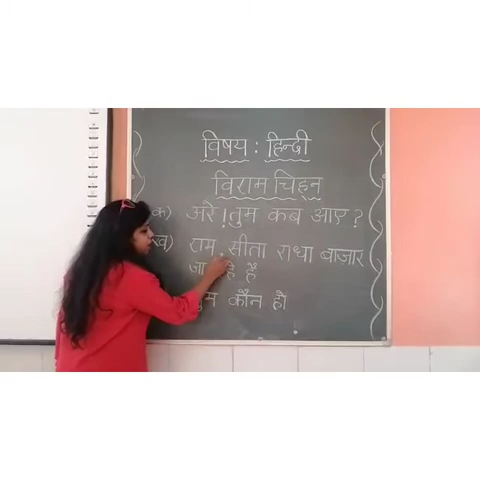 विषय : हिन्दी
विराम चिह्न
क) अरे ! तुम कब आए ?
ख) राम , सीता राधा बाज़ार
जा हे हैं
तुम कौन हो